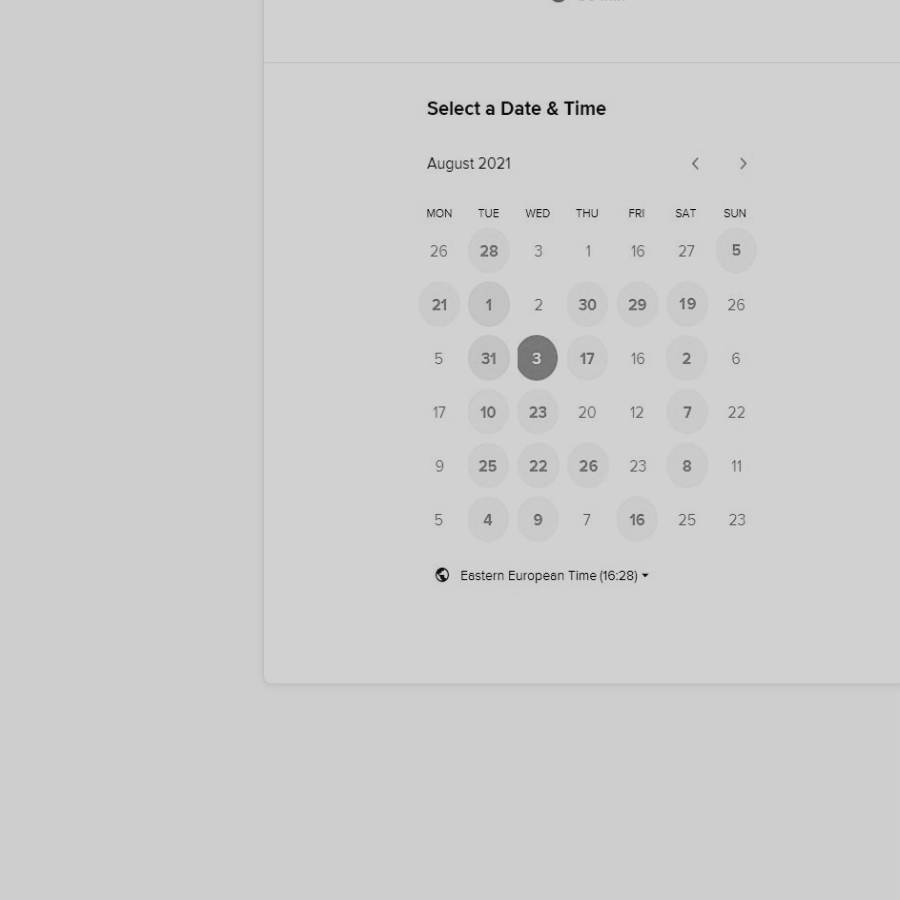 Select a Date & Time
August 2021
MON TUE WED THU FRI SAT SUN
26 28 3 1 16 27 5
21 1 2 30 29 19 26
5 31 3 17 16 2 6
17 10 23 20 12 7 22
9 25 22 26 23 8 11
5 4 9 7 16 25 23
Eastern European Time (16:28)